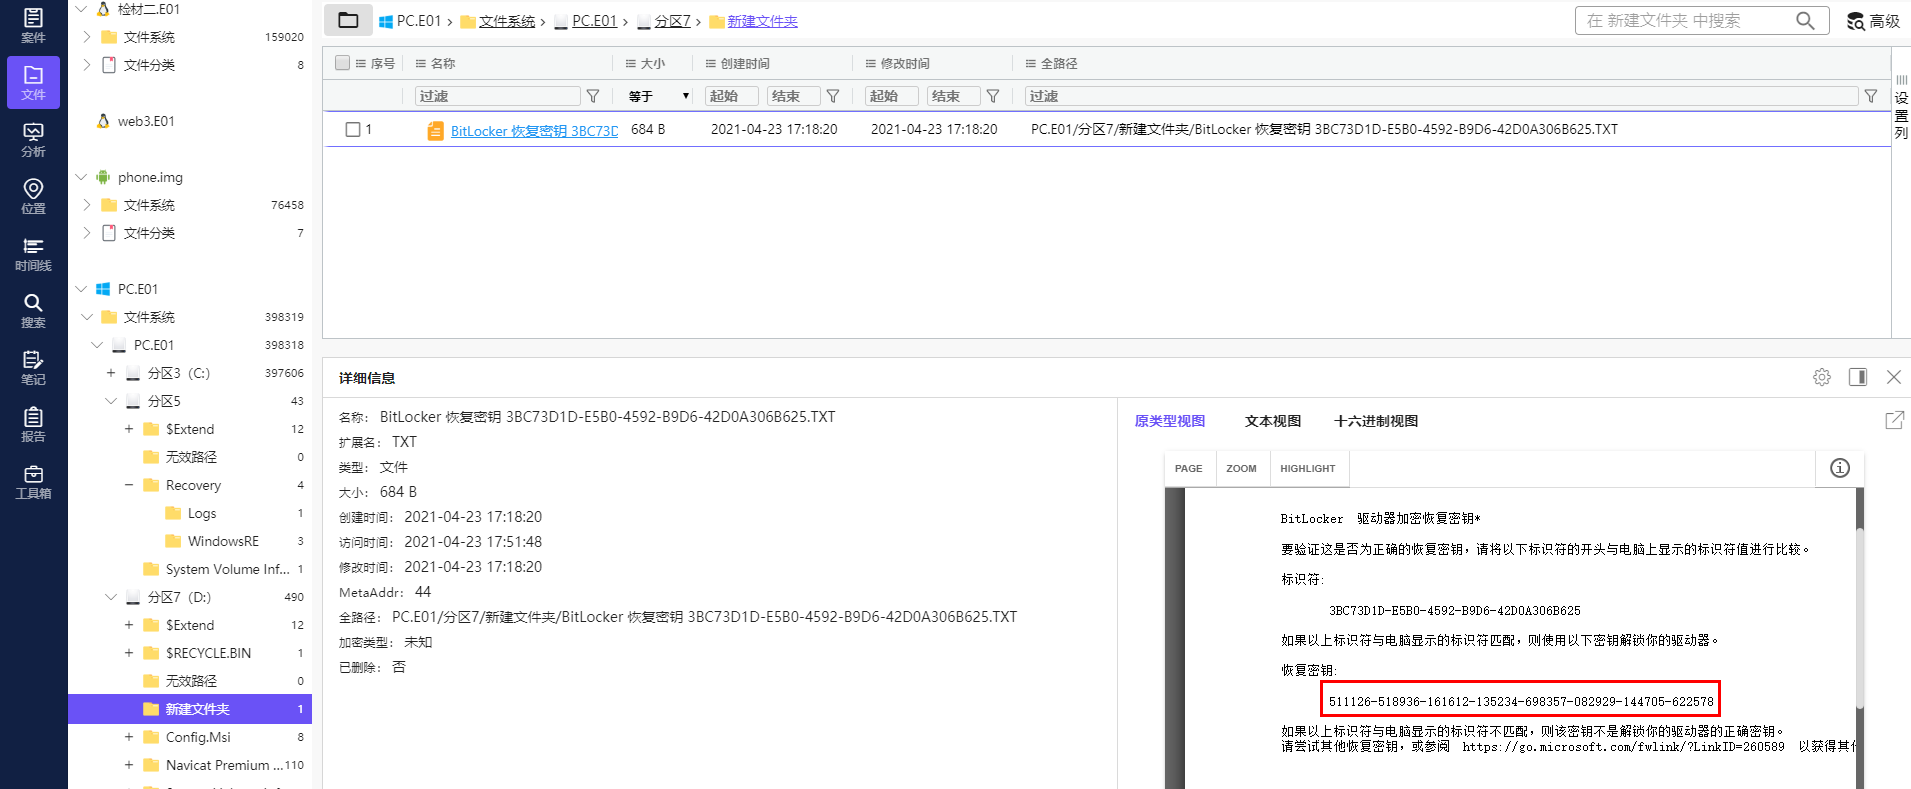 案件
文件
分析
位置
时间线
搜索
笔记
报告
工具箱
检材二.E01
文件系统 159020
文件分类 8
web3.E01
phone.img
文件系统 76458
文件分类 7
PC.E01
文件系统 398319
PC.E01 398318
分区3（C:） 397606
分区5 43
$Extend 12
无效路径 0
Recovery 4
Logs 1
WindowsRE 3
System Volume Inf... 1
分区7（D:） 490
$Extend 12
$RECYCLE.BIN 1
无效路径 0
新建文件夹 1
Config.Msi 8
Navicat Premium ... 110
PC.E01 › 文件系统 › PC.E01 › 分区7 › 新建文件夹
在 新建文件夹 中搜索
高级
序号 名称 大小 创建时间 修改时间 全路径
过滤 等于 起始 结束 起始 结束 过滤
1 BitLocker 恢复密钥 3BC73D 684 B 2021-04-23 17:18:20 2021-04-23 17:18:20 PC.E01/分区7/新建文件夹/BitLocker 恢复密钥 3BC73D1D-E5B0-4592-B9D6-42D0A306B625.TXT
设置列
详细信息
名称： BitLocker 恢复密钥 3BC73D1D-E5B0-4592-B9D6-42D0A306B625.TXT
扩展名： TXT
类型： 文件
大小： 684 B
创建时间： 2021-04-23 17:18:20
访问时间： 2021-04-23 17:51:48
修改时间： 2021-04-23 17:18:20
MetaAddr： 44
全路径： PC.E01/分区7/新建文件夹/BitLocker 恢复密钥 3BC73D1D-E5B0-4592-B9D6-42D0A306B625.TXT
加密类型： 未知
已删除： 否
原类型视图 文本视图 十六进制视图
PAGE ZOOM HIGHLIGHT
BitLocker 驱动器加密恢复密钥*
要验证这是否为正确的恢复密钥，请将以下标识符的开头与电脑上显示的标识符值进行比较。
标识符:
3BC73D1D-E5B0-4592-B9D6-42D0A306B625
如果以上标识符与电脑显示的标识符匹配，则使用以下密钥解锁你的驱动器。
恢复密钥:
511126-518936-161612-135234-698357-082929-144705-622578
如果以上标识符与电脑显示的标识符不匹配，则该密钥不是解锁你的驱动器的正确密钥。
请尝试其他恢复密钥，或参阅 https://go.microsoft.com/fwlink/?LinkID=260589 以获得其